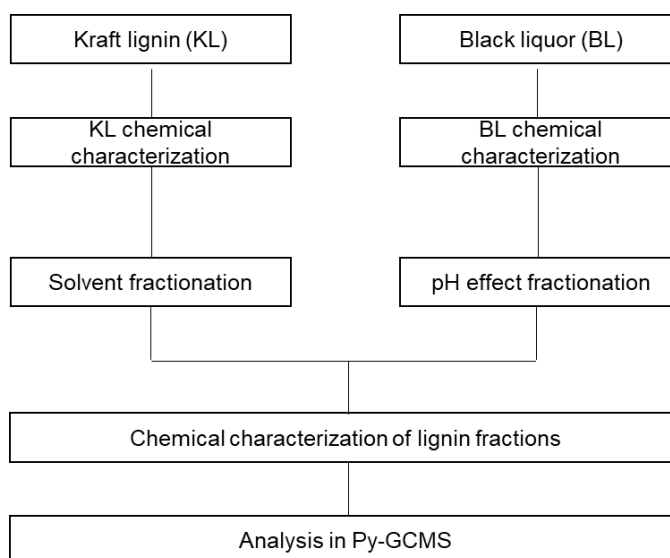 Kraft lignin (KL)
Black liquor (BL)
KL chemical
characterization
BL chemical
characterization
Solvent fractionation
pH effect fractionation
Chemical characterization of lignin fractions
Analysis in Py-GCMS